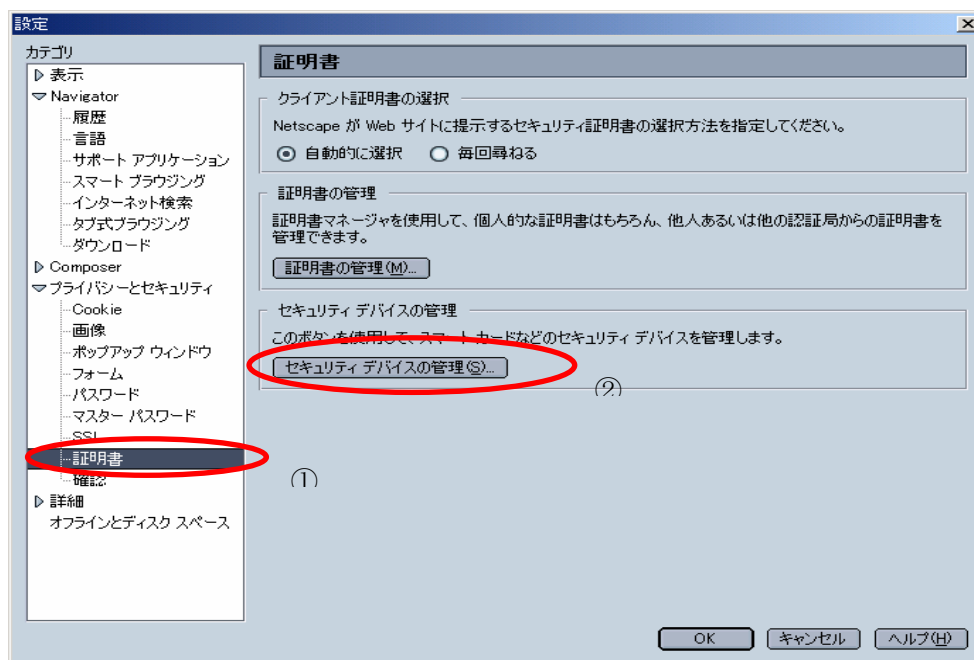 設定
カテゴリ
表示
Navigator
履歴
言語
サポート アプリケーション
スマート ブラウジング
インターネット検索
タブ式ブラウジング
ダウンロード
Composer
プライバシーとセキュリティ
Cookie
画像
ポップアップ ウィンドウ
フォーム
パスワード
マスター パスワード
SSL
証明書
確認
詳細
オフラインとディスク スペース
①
証明書
クライアント証明書の選択
Netscape が Web サイトに提示するセキュリティ証明書の選択方法を指定してください。
自動的に選択 毎回尋ねる
証明書の管理
証明書マネージャを使用して、個人的な証明書はもちろん、他人あるいは他の認証局からの証明書を
管理できます。
証明書の管理(M)...
セキュリティ デバイスの管理
このボタンを使用して、スマート カードなどのセキュリティ デバイスを管理します。
セキュリティ デバイスの管理(S)...
②
OK キャンセル ヘルプ(H)